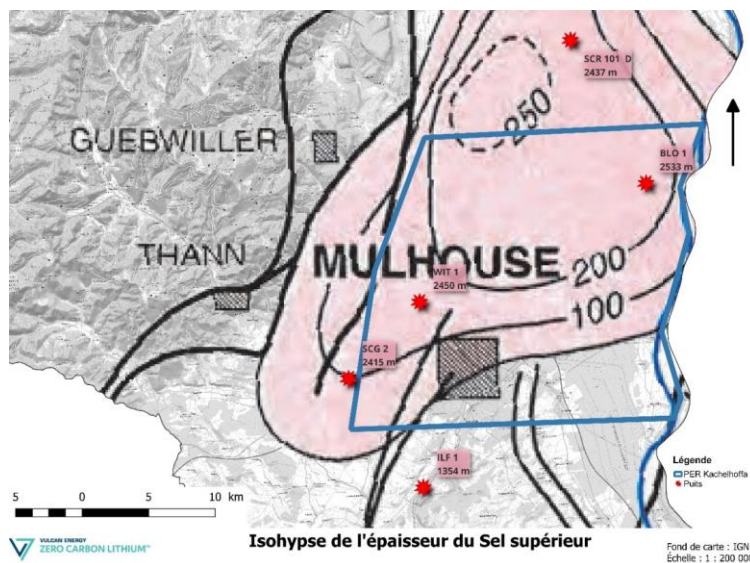 SCR 101 D
2437 m
250
GUEBWILLER
BLO 1
2533 m
THANN
MULHOUSE
WIT 1
2450 m
200
100
SCG 2
2415 m
ILF 1
1354 m
Légende
PER Kachelhoffa
Puits
5 0 5 10 km
VULCAN ENERGY
ZERO CARBON LITHIUM™
Isohypse de l'épaisseur du Sel supérieur
Fond de carte : IGN
Échelle : 1 : 200 000